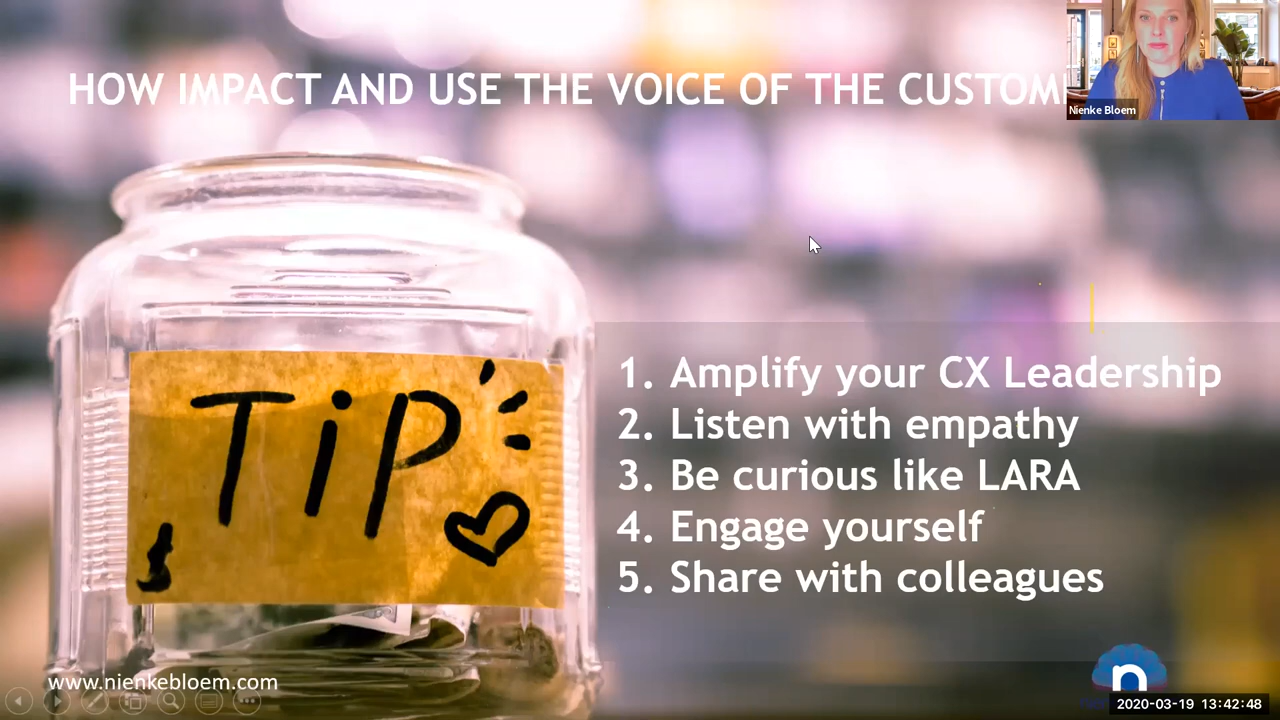 HOW IMPACT AND USE THE VOICE OF THE CUSTOM
Nienke Bloem
TiP
1. Amplify your CX Leadership
2. Listen with empathy
3. Be curious like LARA
4. Engage yourself
5. Share with colleagues
www.nienkebloem.com
n
2020-03-19 13:42:48